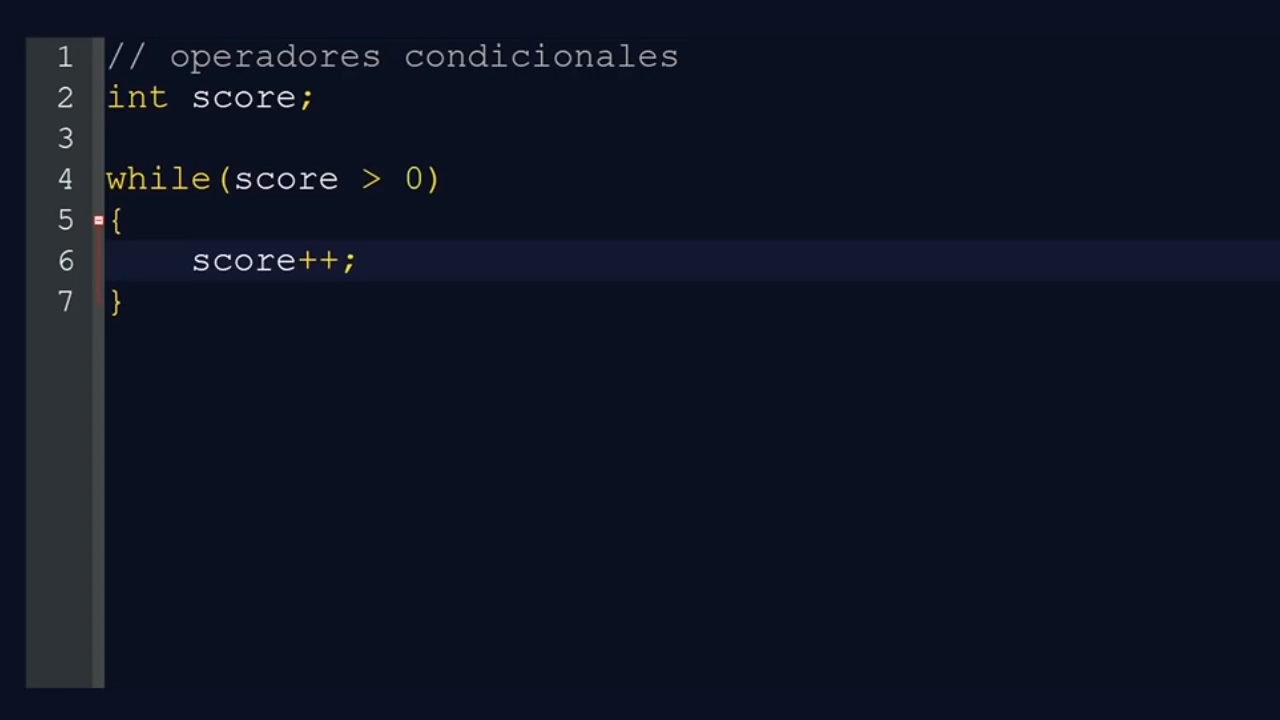 1 // operadores condicionales
2 int score;
3
4 while(score > 0)
5 {
6     score++;
7 }